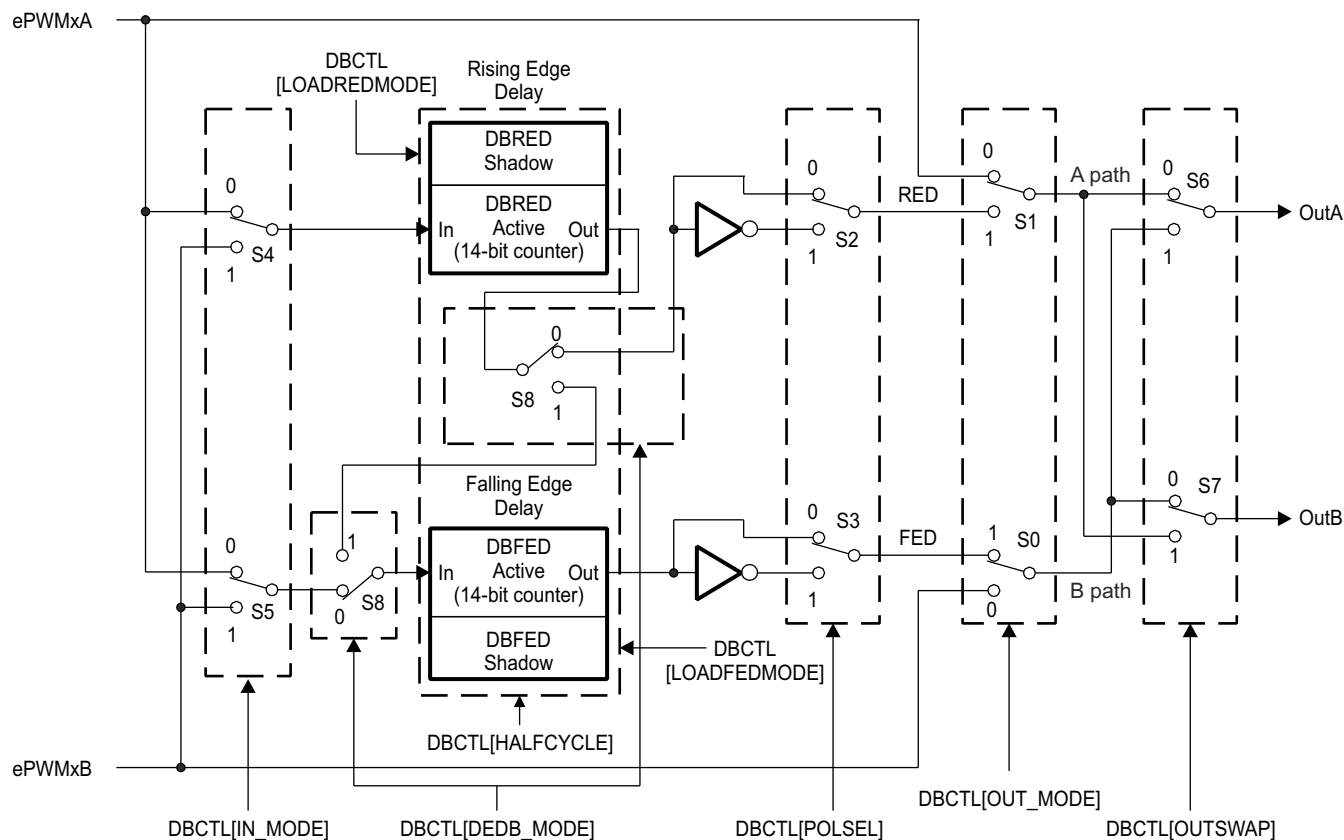 ePWMxA
DBCTL
[LOADREDMODE]
Rising Edge
Delay
DBRED
Shadow
DBRED
Active
(14-bit counter)
In
Out
0
S4
1
0
S8
1
0
S2
1
RED
0
S1
1
A path
0
S6
1
OutA
Falling Edge
Delay
0
S5
1
1
S8
0
In
DBFED
Active
(14-bit counter)
Out
DBFED
Shadow
DBCTL
[LOADFEDMODE]
0
S3
1
FED
1
S0
0
B path
0
S7
1
OutB
DBCTL[HALFCYCLE]
ePWMxB
DBCTL[IN_MODE]
DBCTL[DEDB_MODE]
DBCTL[POLSEL]
DBCTL[OUT_MODE]
DBCTL[OUTSWAP]